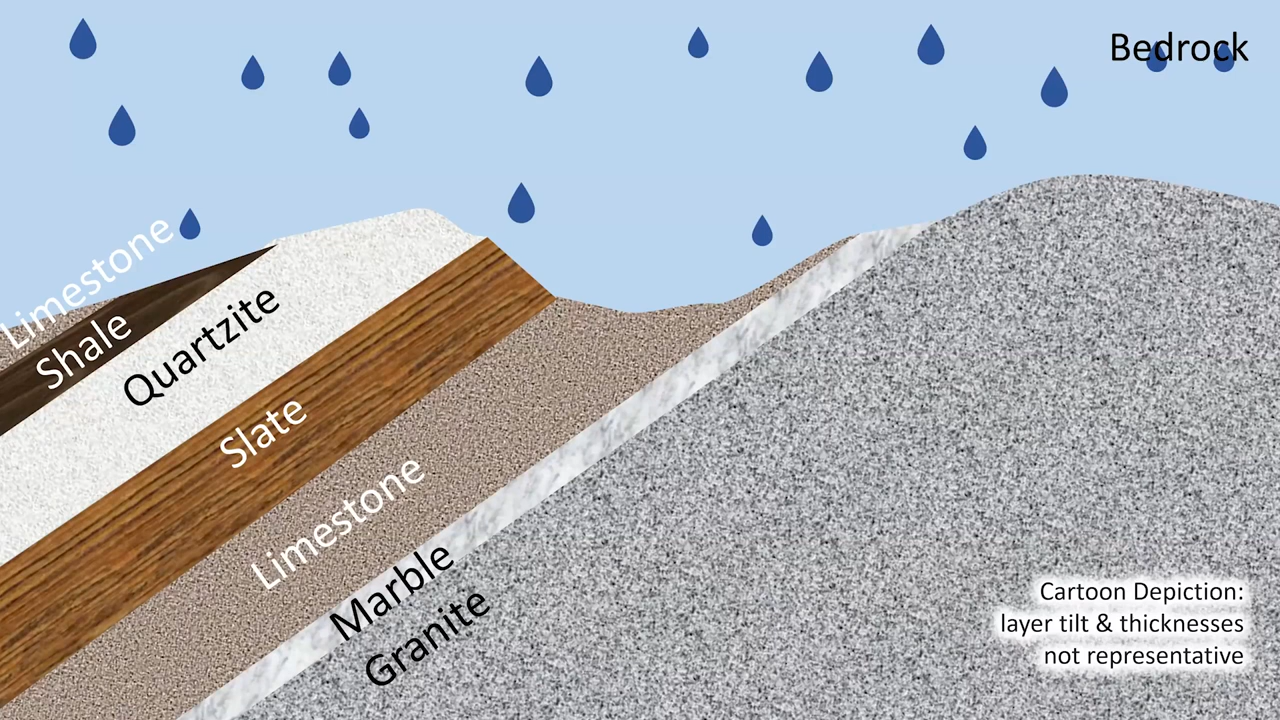 Bedrock
Limestone
Shale
Quartzite
Slate
Limestone
Marble
Granite
Cartoon Depiction:
layer tilt & thicknesses
not representative